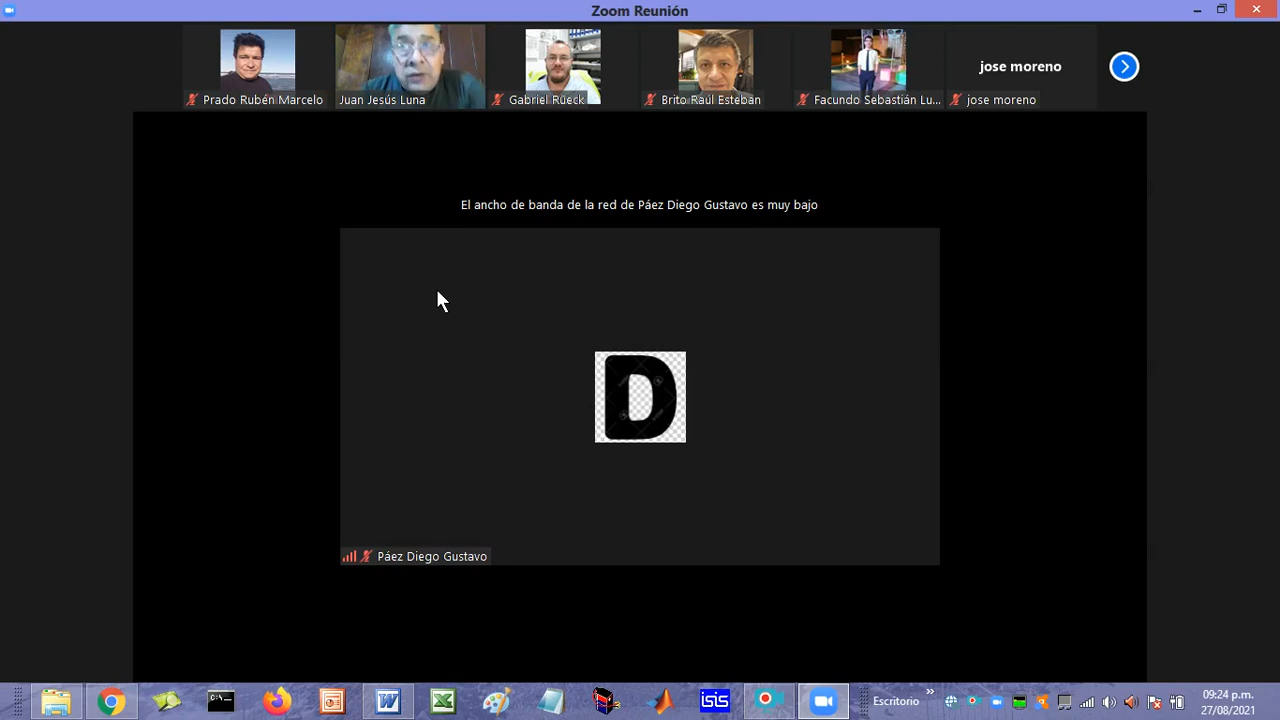 Zoom Reunión
Prado Rubén Marcelo
Juan Jesús Luna
Gabriel Rueck
Brito Raúl Esteban
Facundo Sebastián Lu...
jose moreno
jose moreno
El ancho de banda de la red de Páez Diego Gustavo es muy bajo
D
Páez Diego Gustavo
C:\
isis
Escritorio
09:24 p.m.
27/08/2021